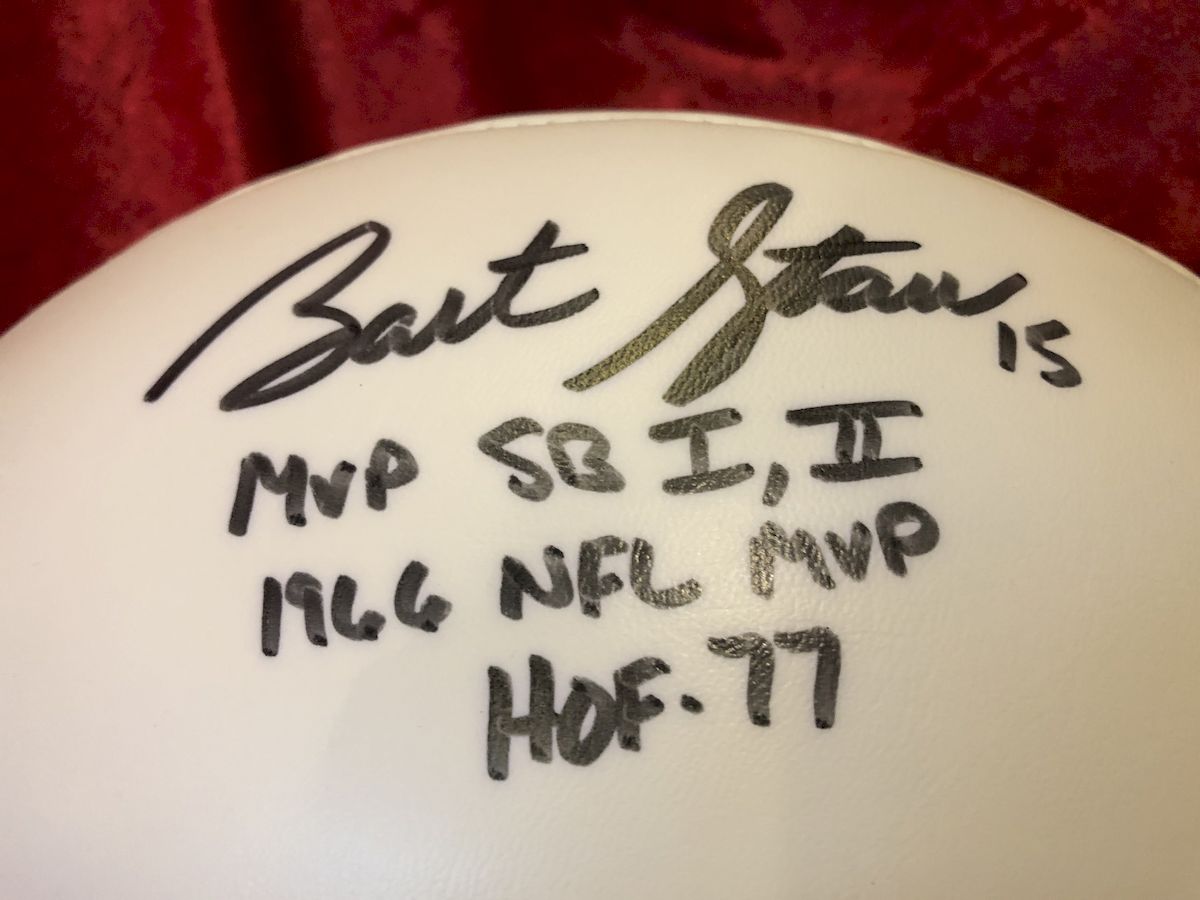 Bart Starr 15
MVP SB I, II
1966 NFL MVP
HOF. 77